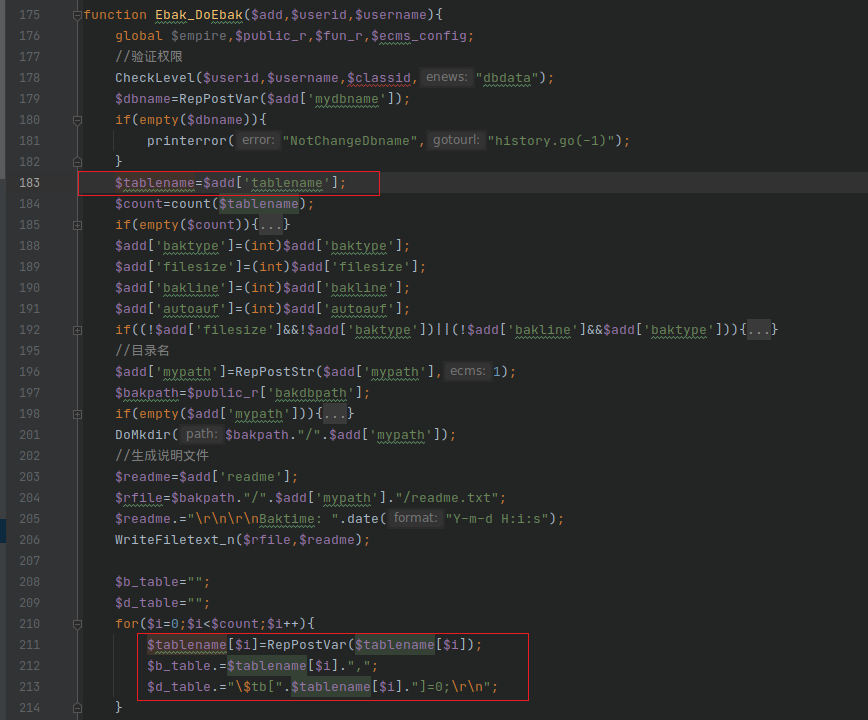 175 function Ebak_DoEbak($add,$userid,$username){
176 global $empire,$public_r,$fun_r,$ecms_config;
177 //验证权限
178 CheckLevel($userid,$username,$classid, enews: "dbdata");
179 $dbname=RepPostVar($add['mydbname']);
180 if(empty($dbname)){
181 printerror( error: "NotChangeDbname", gotourl: "history.go(-1)");
182 }
183 $tablename=$add['tablename'];
184 $count=count($tablename);
185 if(empty($count)){...}
188 $add['baktype']=(int)$add['baktype'];
189 $add['filesize']=(int)$add['filesize'];
190 $add['bakline']=(int)$add['bakline'];
191 $add['autoauf']=(int)$add['autoauf'];
192 if((!$add['filesize']&&!$add['baktype'])||(!$add['bakline']&&$add['baktype'])){...}
195 //目录名
196 $add['mypath']=RepPostStr($add['mypath'], ecms: 1);
197 $bakpath=$public_r['bakdbpath'];
198 if(empty($add['mypath'])){...}
201 DoMkdir( path: $bakpath."/".$add['mypath']);
202 //生成说明文件
203 $readme=$add['readme'];
204 $rfile=$bakpath."/".$add['mypath']."/readme.txt";
205 $readme.="\r\n\r\nBaktime: ".date( format: "Y-m-d H:i:s");
206 WriteFiletext_n($rfile,$readme);
207
208 $b_table="";
209 $d_table="";
210 for($i=0;$i<$count;$i++){
211 $tablename[$i]=RepPostVar($tablename[$i]);
212 $b_table.=$tablename[$i].",";
213 $d_table.="\$tb[".$tablename[$i]."]=0;\r\n";
214 }